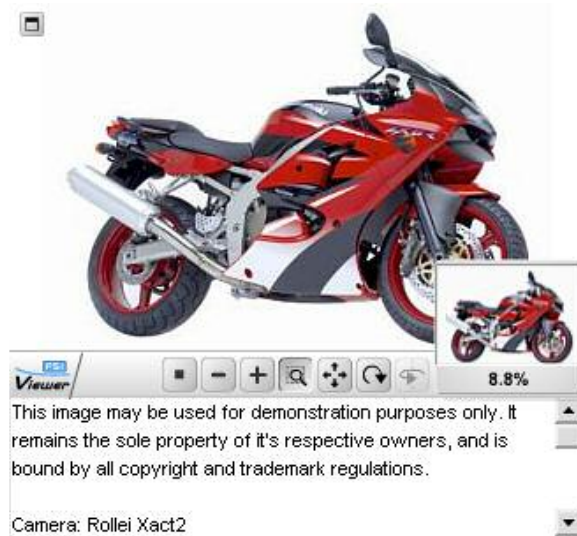 PSI
Viewer
8.8%
This image may be used for demonstration purposes only. It
remains the sole property of it's respective owners, and is
bound by all copyright and trademark regulations.
Camera: Rollei Xact2